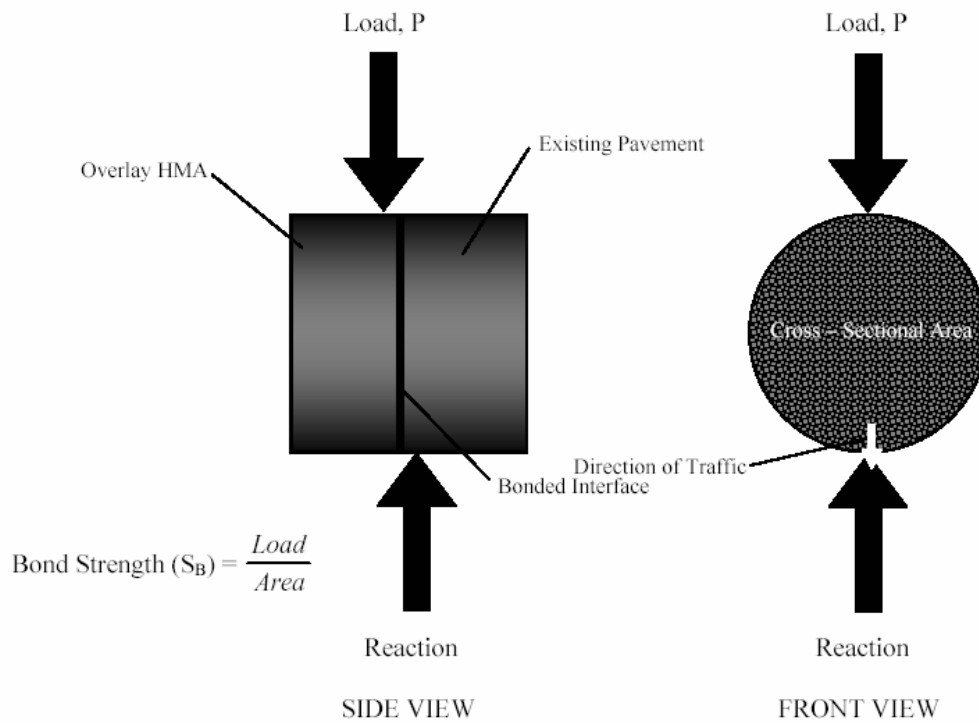 Load, P
Load, P
Existing Pavement
Overlay HMA
Cross – Sectional Area
Direction of Traffic
Bonded Interface
Bond Strength (S_B) = Load / Area
Reaction
Reaction
SIDE VIEW
FRONT VIEW